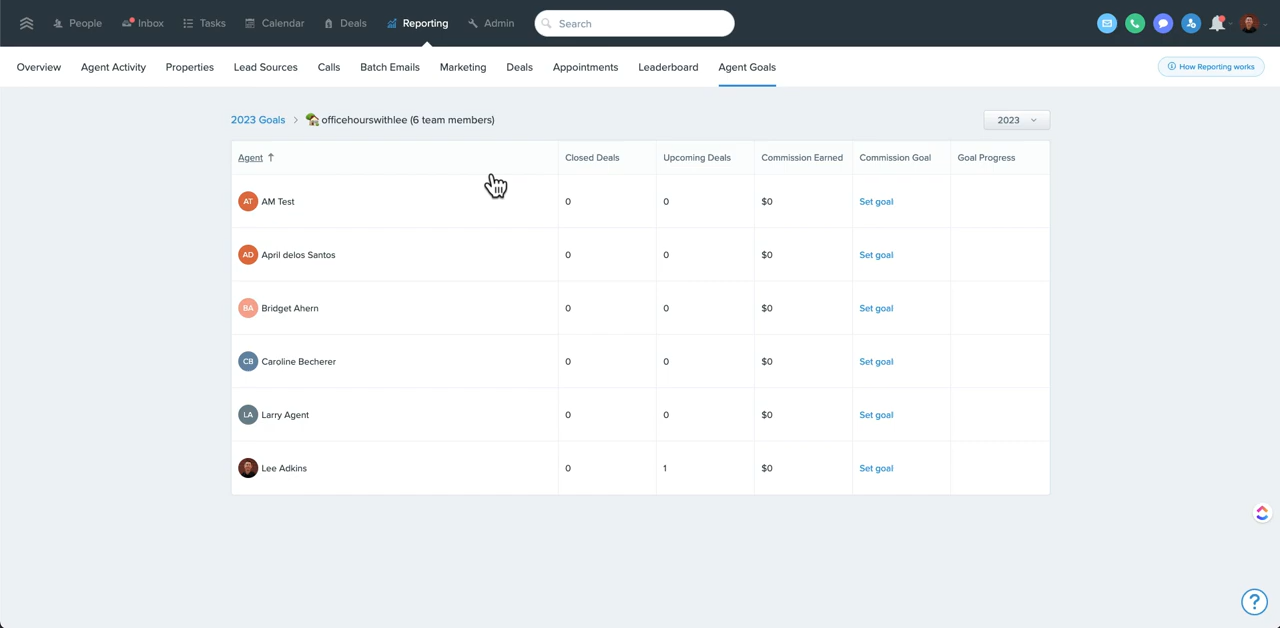 People Inbox Tasks Calendar Deals Reporting Admin Search
Overview Agent Activity Properties Lead Sources Calls Batch Emails Marketing Deals Appointments Leaderboard Agent Goals How Reporting works
2023 Goals > officehourswithlee (6 team members) 2023
Agent ↑ Closed Deals Upcoming Deals Commission Earned Commission Goal Goal Progress
AT AM Test 0 0 $0 Set goal
AD April delos Santos 0 0 $0 Set goal
BA Bridget Ahern 0 0 $0 Set goal
CB Caroline Becherer 0 0 $0 Set goal
LA Larry Agent 0 0 $0 Set goal
Lee Adkins 0 1 $0 Set goal
?